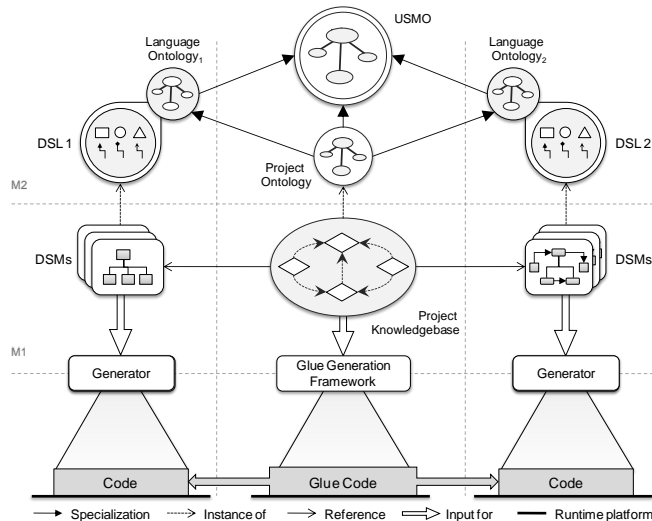 USMO
Language
Ontology1
Language
Ontology2
DSL 1
DSL 2
Project
Ontology
M2
DSMs
DSMs
Project
Knowledgebase
M1
Generator
Glue Generation
Framework
Generator
Code
Glue Code
Code
Specialization
Instance of
Reference
Input for
Runtime platform